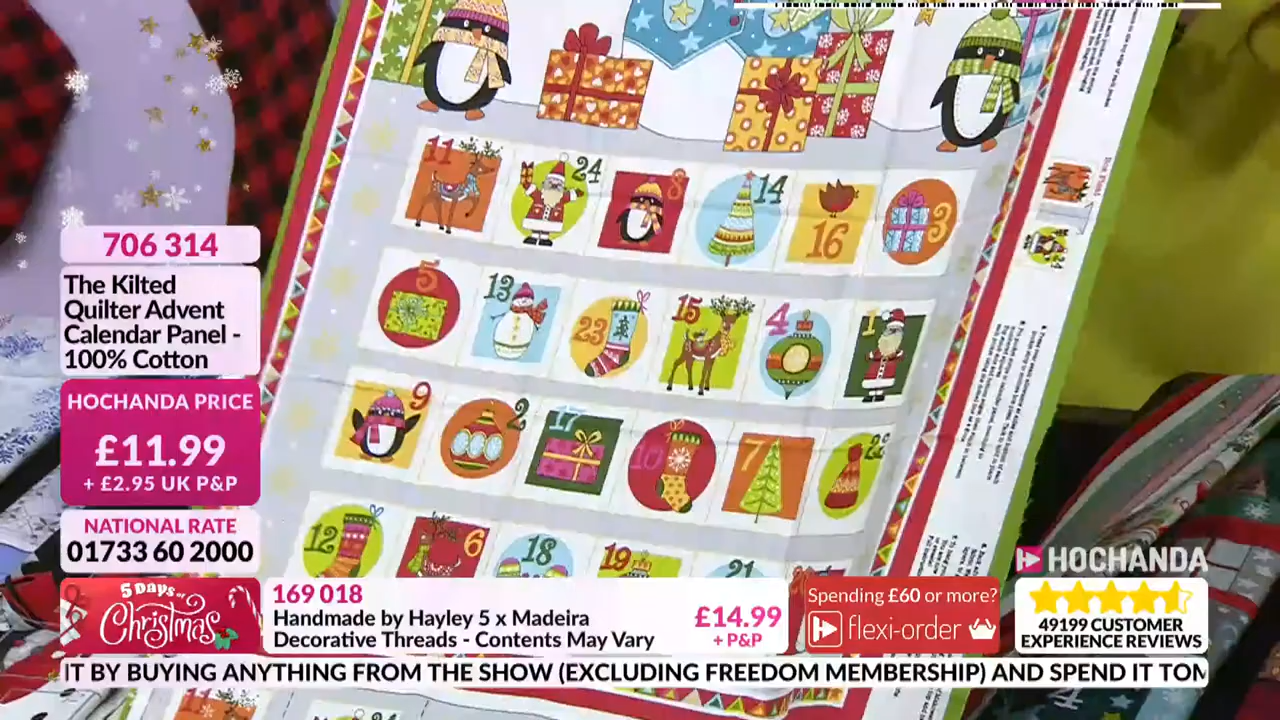 11
24
8
14
16
3
5
13
23
15
4
1
9
2
17
10
7
22
12
6
18
19
21
706 314
The Kilted
Quilter Advent
Calendar Panel -
100% Cotton
HOCHANDA PRICE
£11.99
+ £2.95 UK P&P
NATIONAL RATE
01733 60 2000
5 Days of
Christmas
169 018
Handmade by Hayley 5 x Madeira
Decorative Threads - Contents May Vary
£14.99
+ P&P
Spending £60 or more?
flexi-order
HOCHANDA
49199 CUSTOMER
EXPERIENCE REVIEWS
IT BY BUYING ANYTHING FROM THE SHOW (EXCLUDING FREEDOM MEMBERSHIP) AND SPEND IT TOM